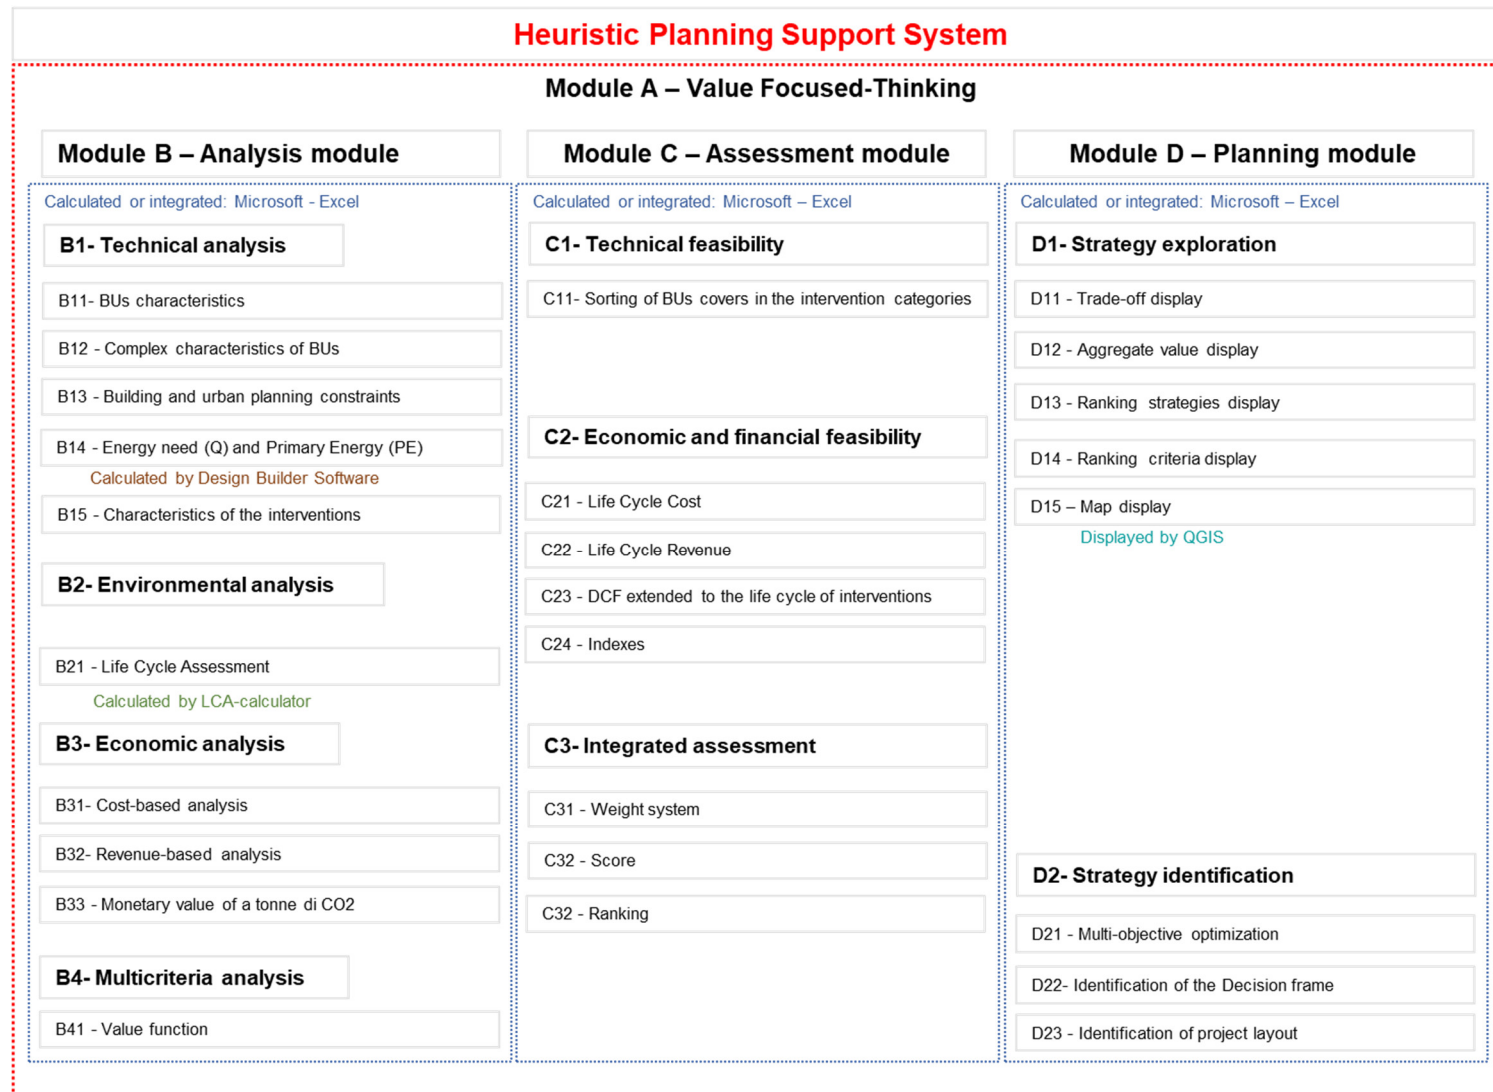 Heuristic Planning Support System
Module A – Value Focused-Thinking
Module B – Analysis module
Calculated or integrated: Microsoft - Excel
B1- Technical analysis
B11- BUs characteristics
B12 - Complex characteristics of BUs
B13 - Building and urban planning constraints
B14 - Energy need (Q) and Primary Energy (PE)
Calculated by Design Builder Software
B15 - Characteristics of the interventions
B2- Environmental analysis
B21 - Life Cycle Assessment
Calculated by LCA-calculator
B3- Economic analysis
B31- Cost-based analysis
B32- Revenue-based analysis
B33 - Monetary value of a tonne di CO2
B4- Multicriteria analysis
B41 - Value function
Module C – Assessment module
Calculated or integrated: Microsoft – Excel
C1- Technical feasibility
C11- Sorting of BUs covers in the intervention categories
C2- Economic and financial feasibility
C21 - Life Cycle Cost
C22 - Life Cycle Revenue
C23 - DCF extended to the life cycle of interventions
C24 - Indexes
C3- Integrated assessment
C31 - Weight system
C32 - Score
C32 - Ranking
Module D – Planning module
Calculated or integrated: Microsoft – Excel
D1- Strategy exploration
D11 - Trade-off display
D12 - Aggregate value display
D13 - Ranking strategies display
D14 - Ranking criteria display
D15 – Map display
Displayed by QGIS
D2- Strategy identification
D21 - Multi-objective optimization
D22- Identification of the Decision frame
D23 - Identification of project layout